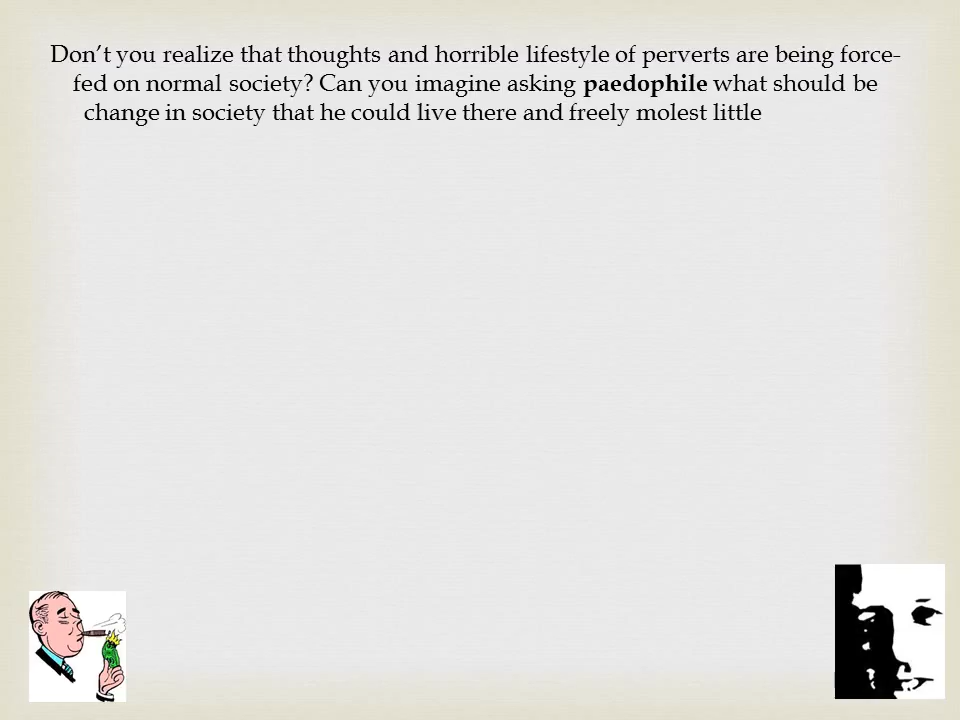 Don’t you realize that thoughts and horrible lifestyle of perverts are being force-
fed on normal society? Can you imagine asking paedophile what should be
change in society that he could live there and freely molest little